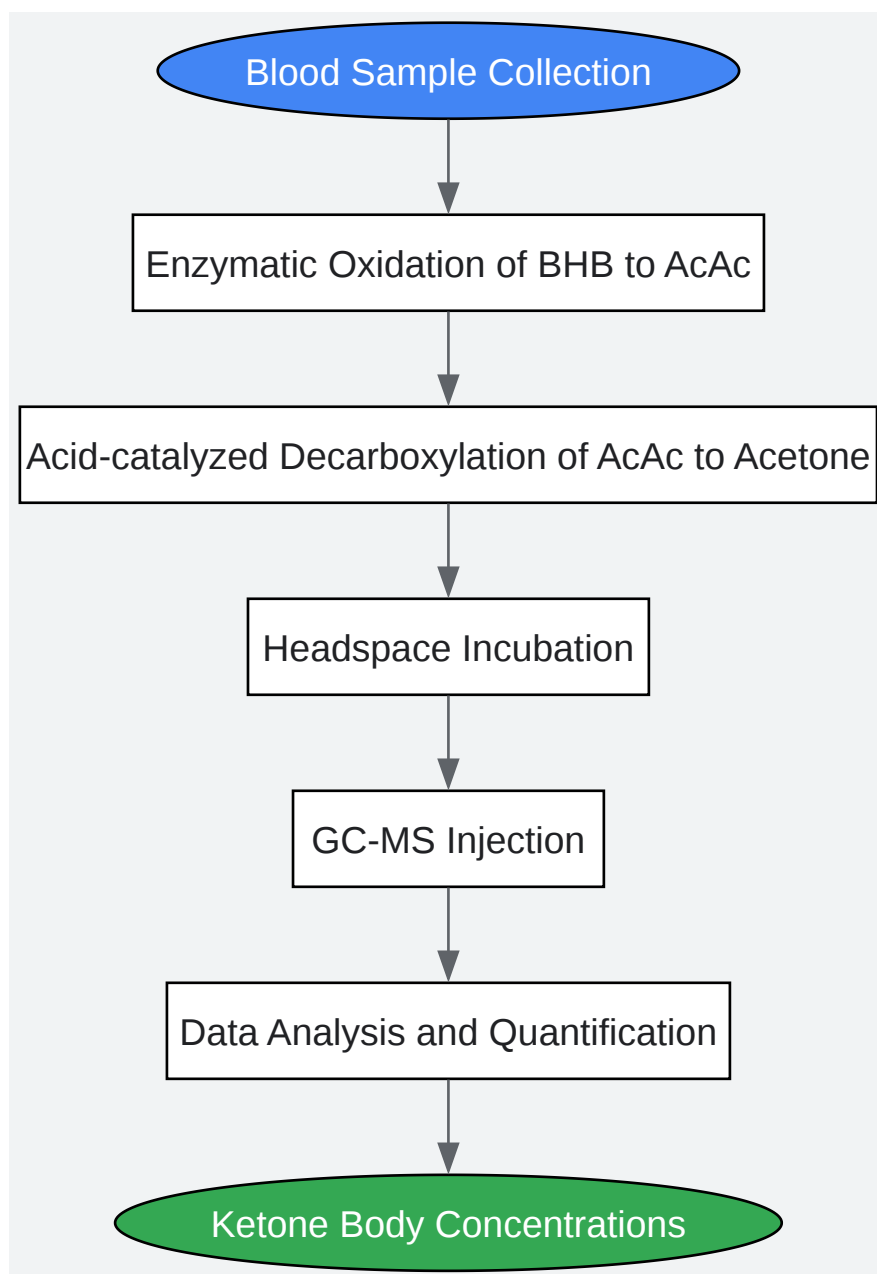 Blood Sample Collection
Enzymatic Oxidation of BHB to AcAc
Acid-catalyzed Decarboxylation of AcAc to Acetone
Headspace Incubation
GC-MS Injection
Data Analysis and Quantification
Ketone Body Concentrations